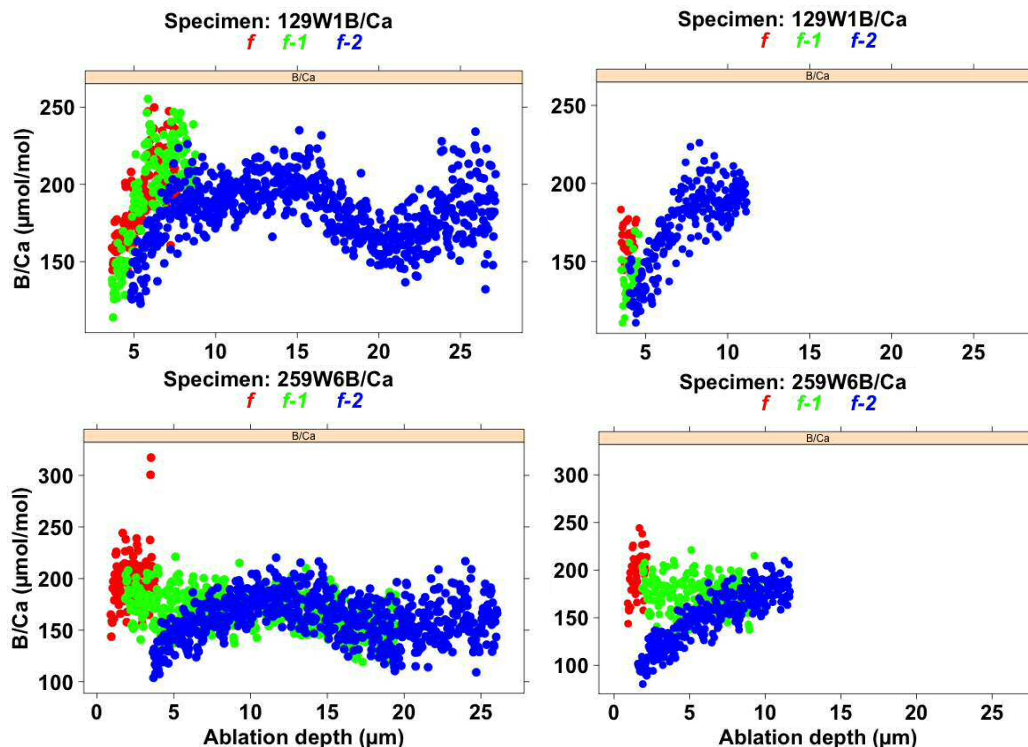 Specimen: 129W1B/Ca
f f-1 f-2
B/Ca
B/Ca (µmol/mol)
250
200
150
5 10 15 20 25
Specimen: 129W1B/Ca
f f-1 f-2
B/Ca
250
200
150
5 10 15 20 25
Specimen: 259W6B/Ca
f f-1 f-2
B/Ca
B/Ca (µmol/mol)
300
250
200
150
100
0 5 10 15 20 25
Ablation depth (µm)
Specimen: 259W6B/Ca
f f-1 f-2
B/Ca
300
250
200
150
100
0 5 10 15 20 25
Ablation depth (µm)